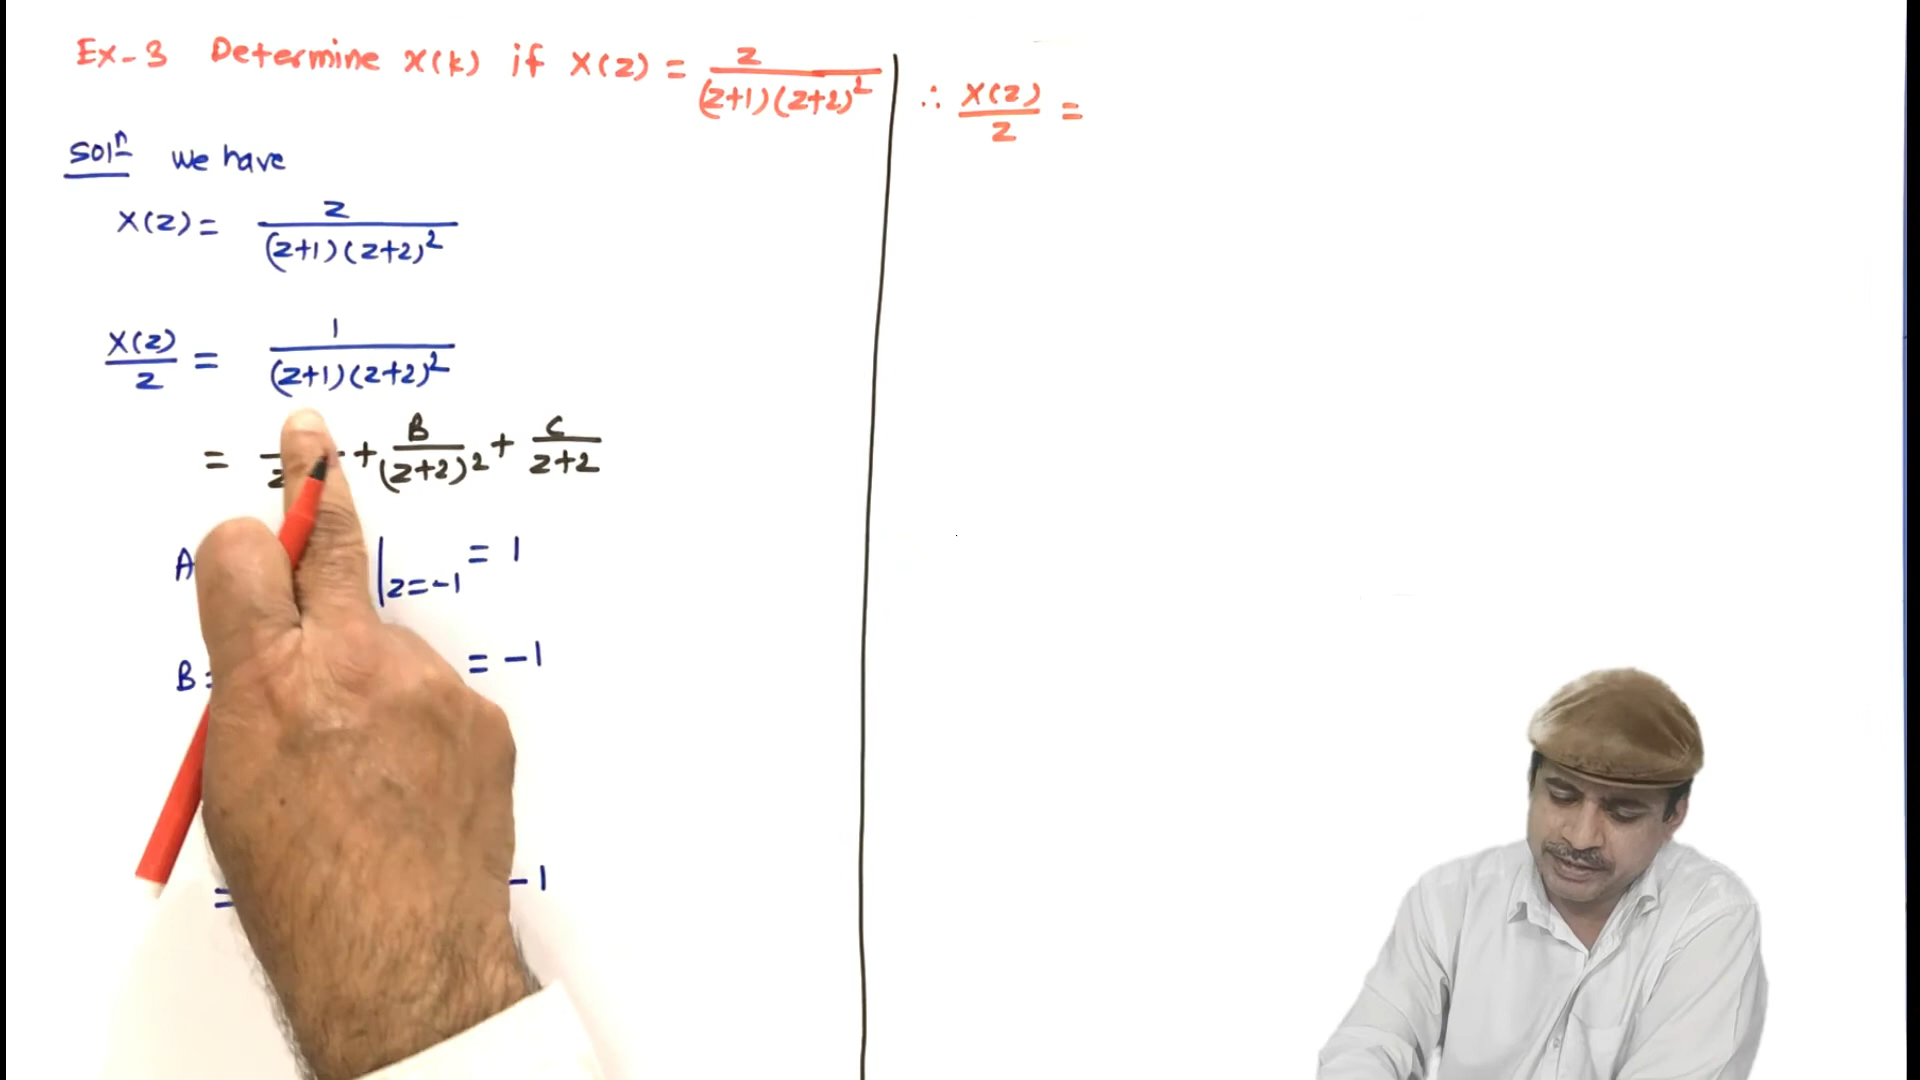 Ex-3 Determine x(k) if X(z) = z / (z+1)(z+2)²
Solⁿ we have
X(z) = z / (z+1)(z+2)²
X(z)/z = 1 / (z+1)(z+2)²
= + B/(z+2)² + C/(z+2)
A |z=-1 = 1
B = = -1
= -1
∴ X(z)/z =